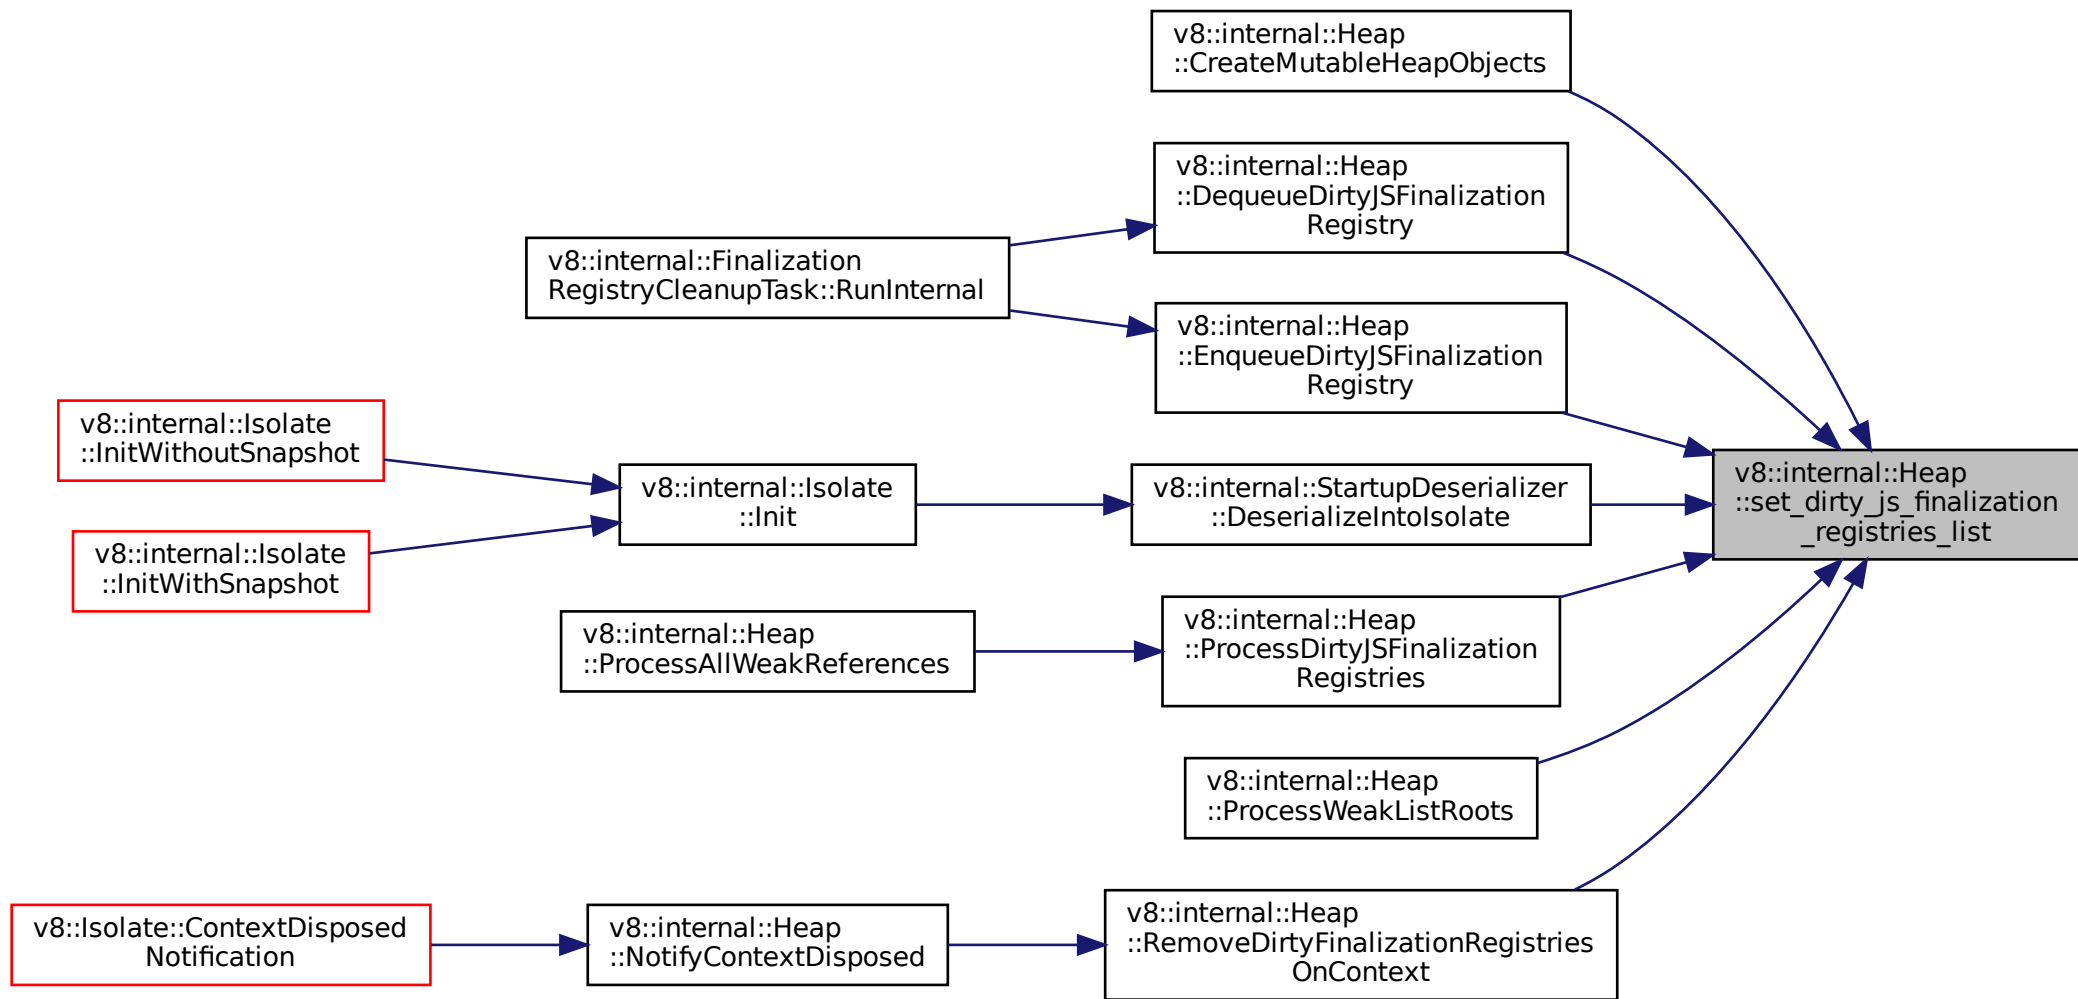 v8::internal::Heap
::CreateMutableHeapObjects
v8::internal::Heap
::DequeueDirtyJSFinalization
Registry
v8::internal::Finalization
RegistryCleanupTask::RunInternal
v8::internal::Heap
::EnqueueDirtyJSFinalization
Registry
v8::internal::Isolate
::InitWithoutSnapshot
v8::internal::Isolate
::Init
v8::internal::StartupDeserializer
::DeserializeIntoIsolate
v8::internal::Heap
::set_dirty_js_finalization
_registries_list
v8::internal::Isolate
::InitWithSnapshot
v8::internal::Heap
::ProcessAllWeakReferences
v8::internal::Heap
::ProcessDirtyJSFinalization
Registries
v8::internal::Heap
::ProcessWeakListRoots
v8::Isolate::ContextDisposed
Notification
v8::internal::Heap
::NotifyContextDisposed
v8::internal::Heap
::RemoveDirtyFinalizationRegistries
OnContext